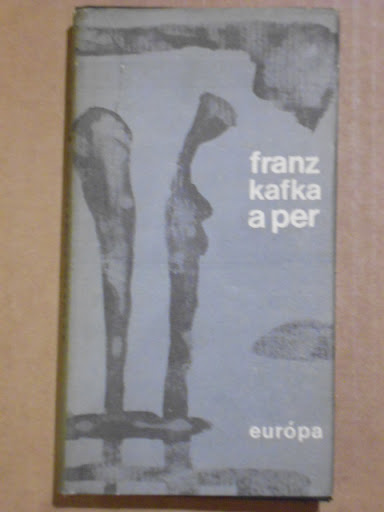 franz
kafka
a per
európa